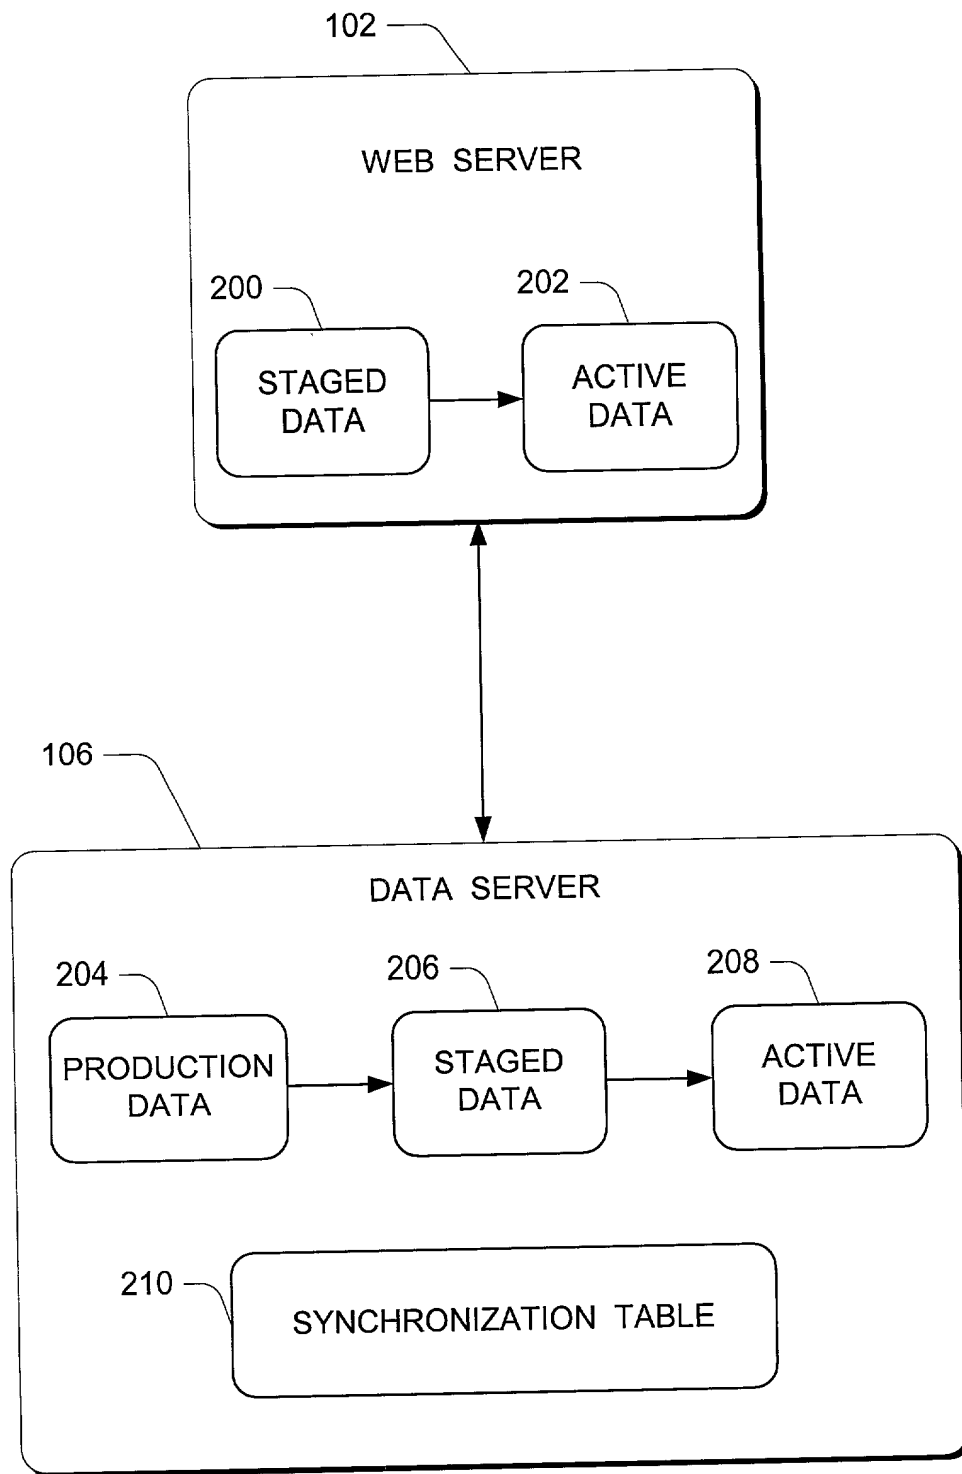 102
WEB SERVER
200
202
STAGED
DATA
ACTIVE
DATA
106
DATA SERVER
204
206
208
PRODUCTION
DATA
STAGED
DATA
ACTIVE
DATA
210
SYNCHRONIZATION TABLE